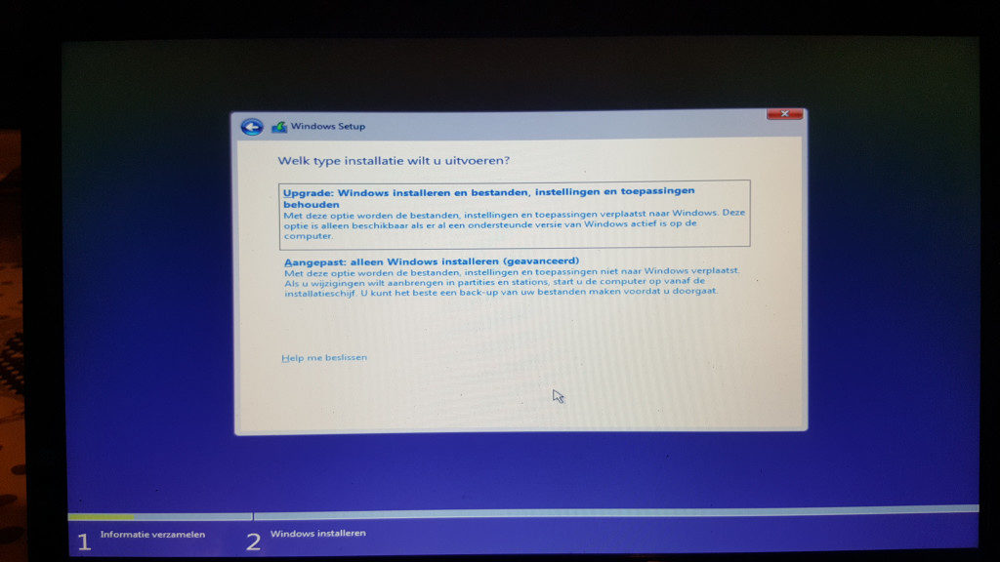 Windows Setup
Welk type installatie wilt u uitvoeren?
Upgrade: Windows installeren en bestanden, instellingen en toepassingen
behouden
Met deze optie worden de bestanden, instellingen en toepassingen verplaatst naar Windows. Deze
optie is alleen beschikbaar als er al een ondersteunde versie van Windows actief is op de
computer.
Aangepast: alleen Windows installeren (geavanceerd)
Met deze optie worden de bestanden, instellingen en toepassingen niet naar Windows verplaatst.
Als u wijzigingen wilt aanbrengen in partities en stations, start u de computer op vanaf de
installatieschijf. U kunt het beste een back-up van uw bestanden maken voordat u doorgaat.
Help me beslissen
1 Informatie verzamelen
2 Windows installeren